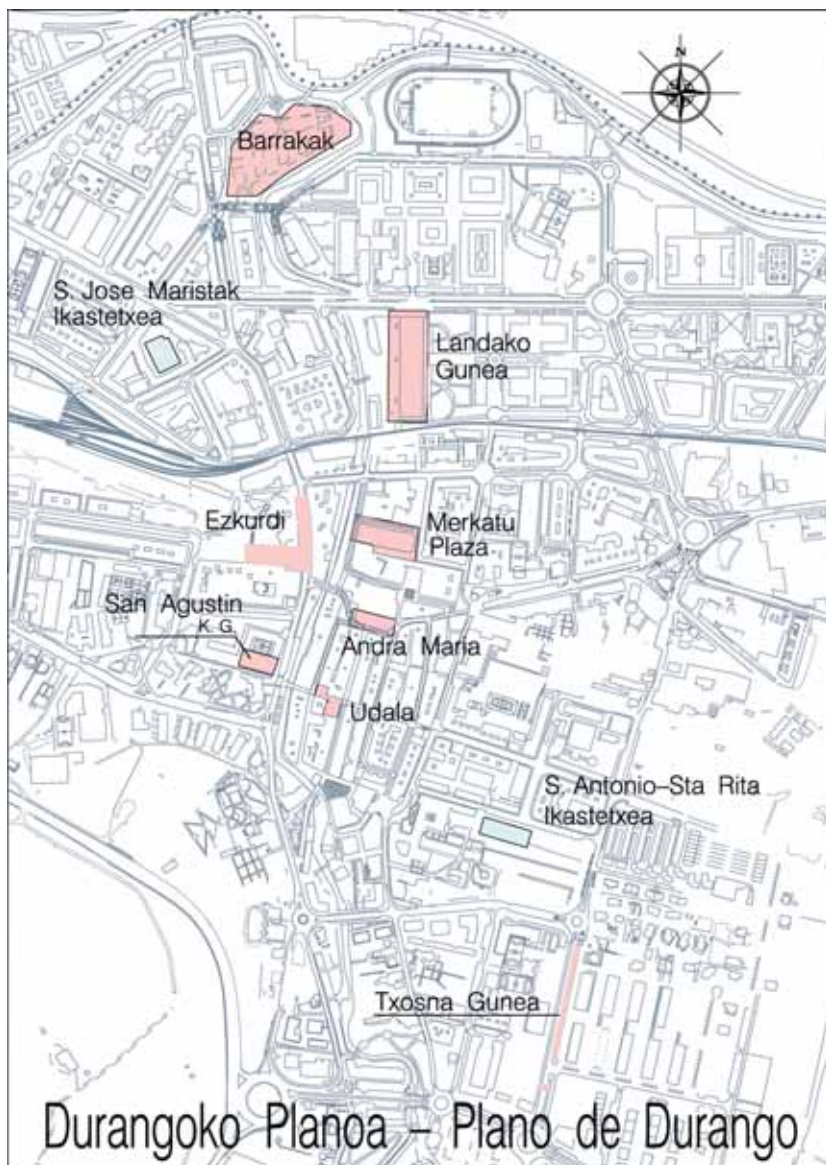 N
Barrakak
S. Jose Maristak
Ikastetxea
Landako
Gunea
Ezkurdi
Merkatu
Plaza
San Agustin
K. G.
Andra Maria
Udala
S. Antonio–Sta Rita
Ikastetxea
Txosna Gunea
Durangoko Planoa – Plano de Durango